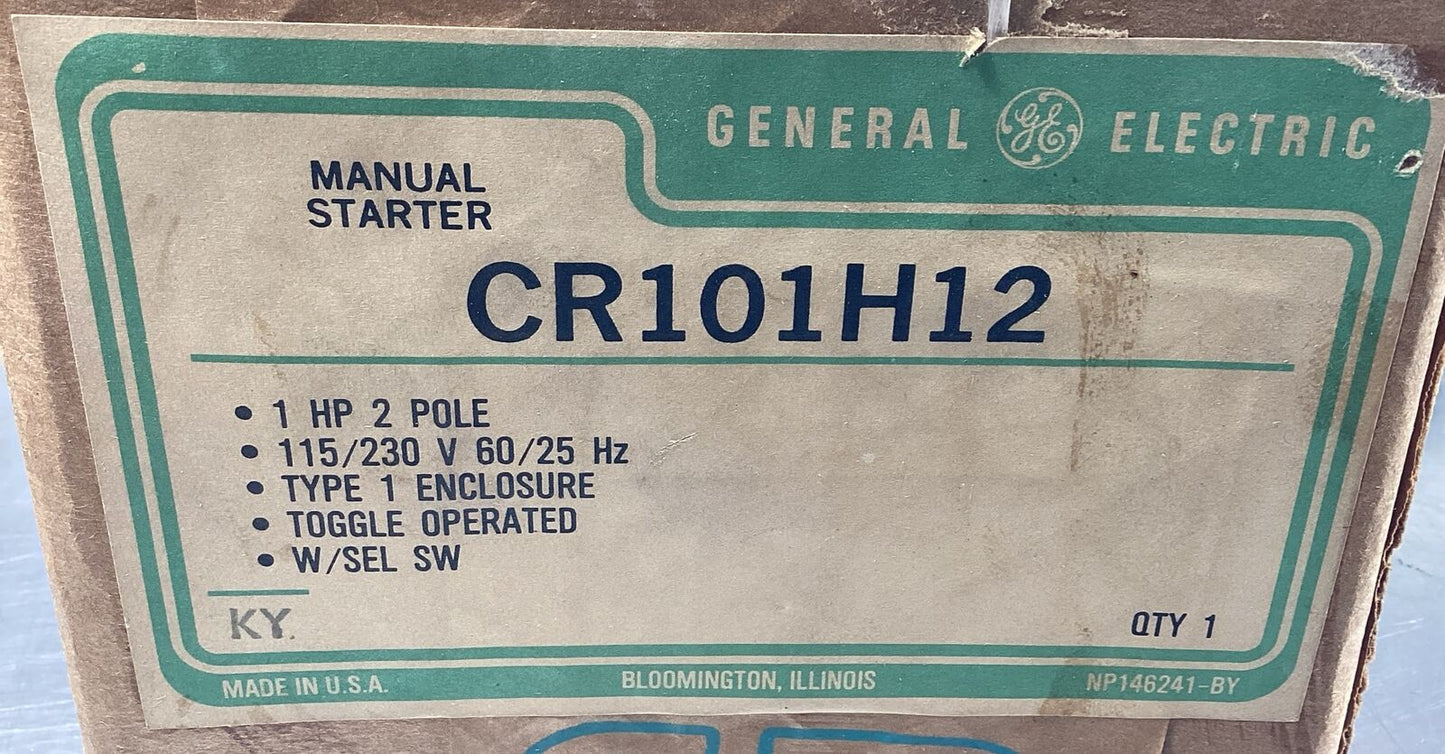 GENERAL GE ELECTRIC
MANUAL
STARTER
CR101H12
• 1 HP 2 POLE
• 115/230 V 60/25 Hz
• TYPE 1 ENCLOSURE
• TOGGLE OPERATED
• W/SEL SW
KY.
QTY 1
MADE IN U.S.A.
BLOOMINGTON, ILLINOIS
NP146241-BY